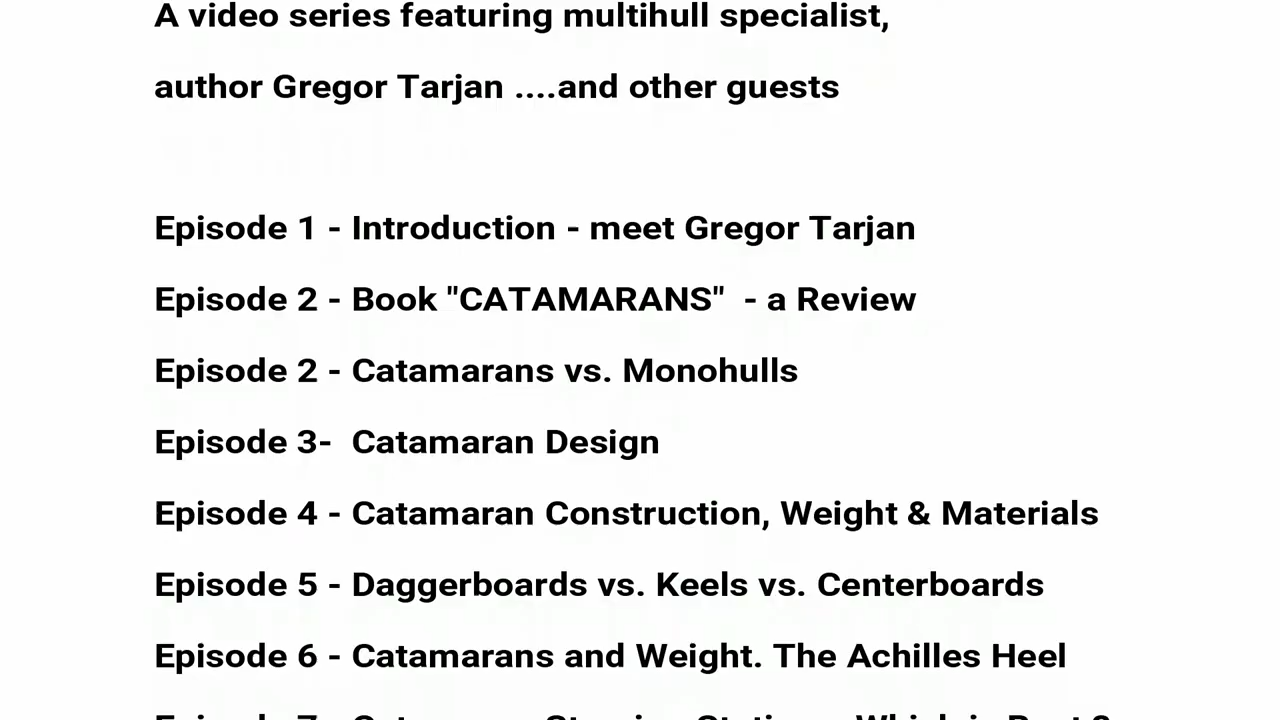 A video series featuring multihull specialist,
author Gregor Tarjan ....and other guests
Episode 1 - Introduction - meet Gregor Tarjan
Episode 2 - Book "CATAMARANS"  - a Review
Episode 2 - Catamarans vs. Monohulls
Episode 3-  Catamaran Design
Episode 4 - Catamaran Construction, Weight & Materials
Episode 5 - Daggerboards vs. Keels vs. Centerboards
Episode 6 - Catamarans and Weight. The Achilles Heel